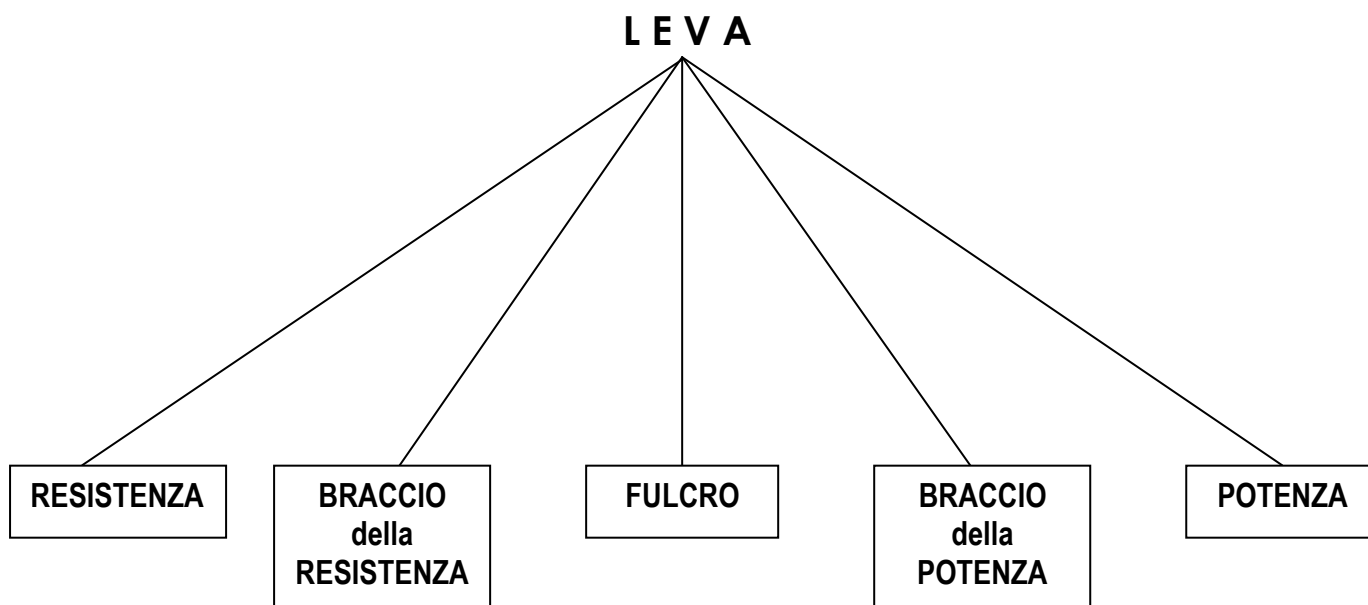 L E V A
RESISTENZA
BRACCIO
della
RESISTENZA
FULCRO
BRACCIO
della
POTENZA
POTENZA